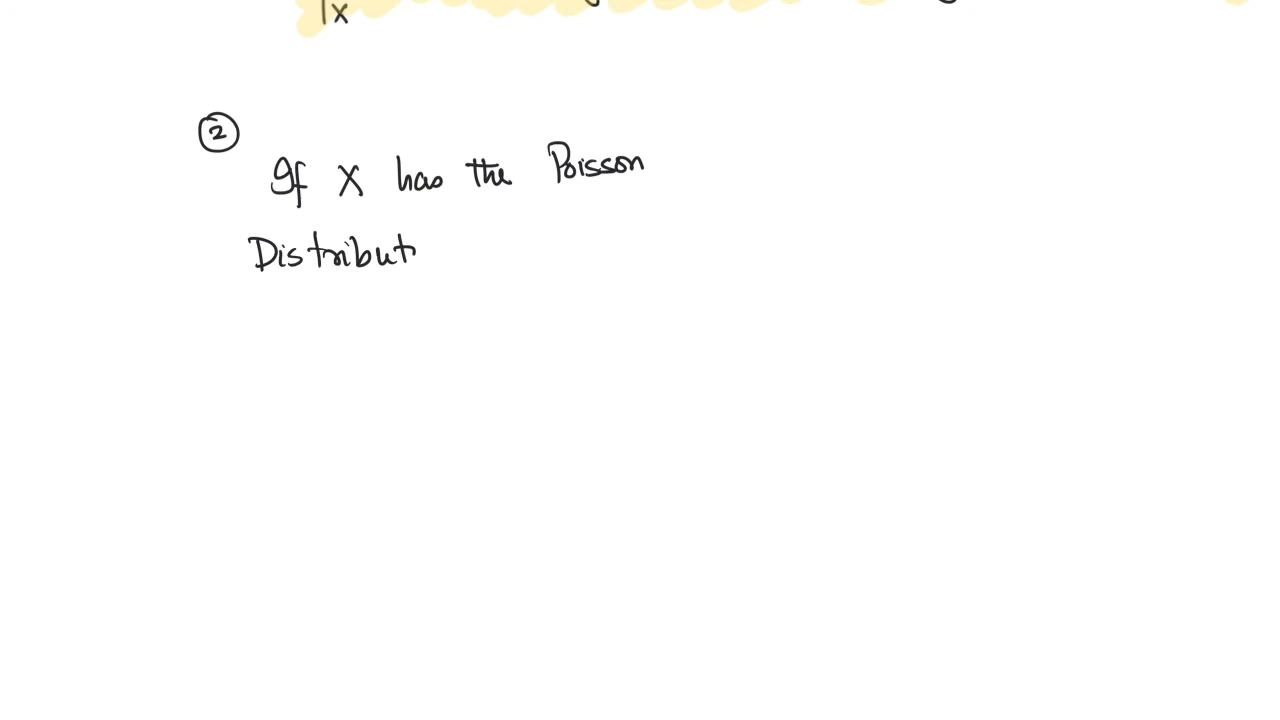 ②
If X has the Poisson
Distribut